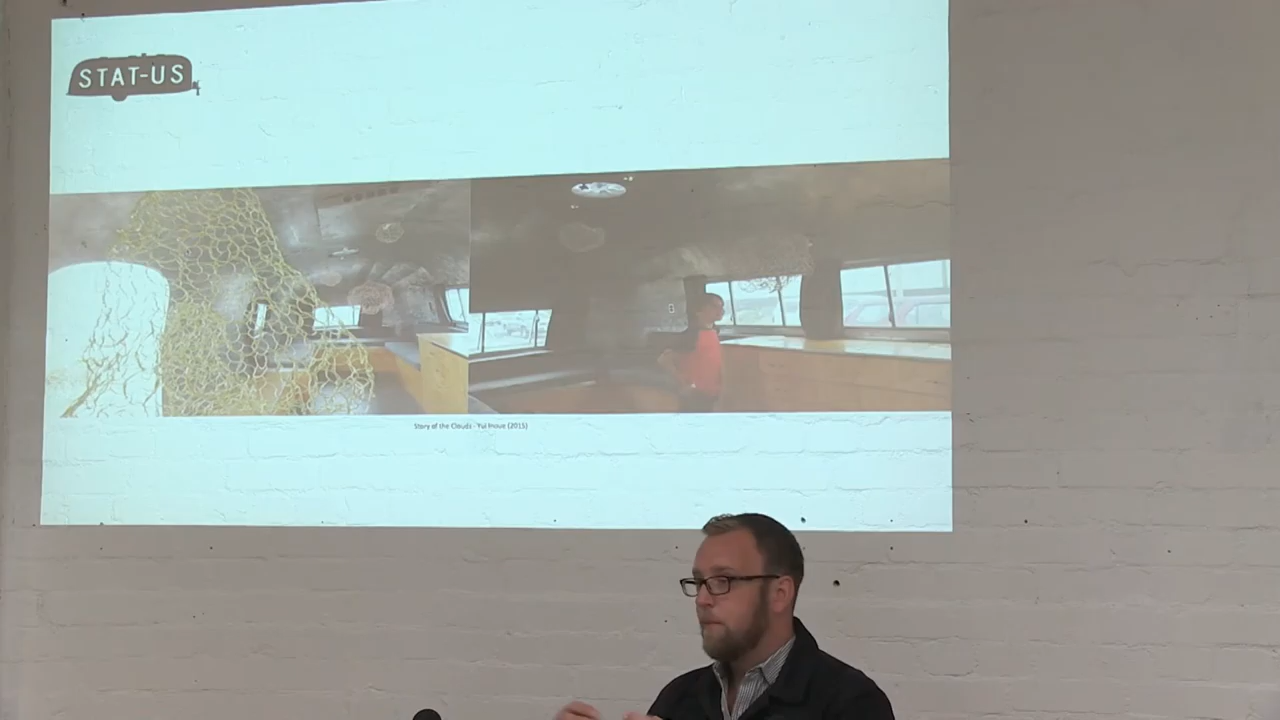 STAT-US
Story of the Clouds - Yui Inoue (2015)